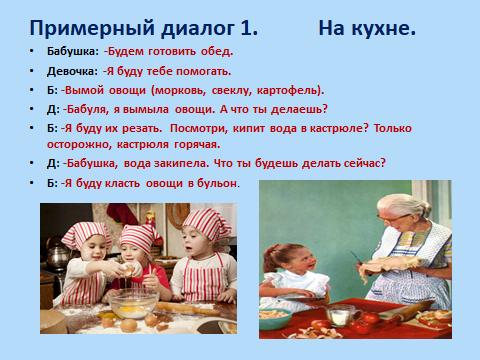 Примерный диалог 1. На кухне.
• Бабушка: -Будем готовить обед.
• Девочка: -Я буду тебе помогать.
• Б: -Вымой овощи (морковь, свеклу, картофель).
• Д: -Бабуля, я вымыла овощи. А что ты делаешь?
• Б: -Я буду их резать. Посмотри, кипит вода в кастрюле? Только
осторожно, кастрюля горячая.
• Д: -Бабушка, вода закипела. Что ты будешь делать сейчас?
• Б: -Я буду класть овощи в бульон.